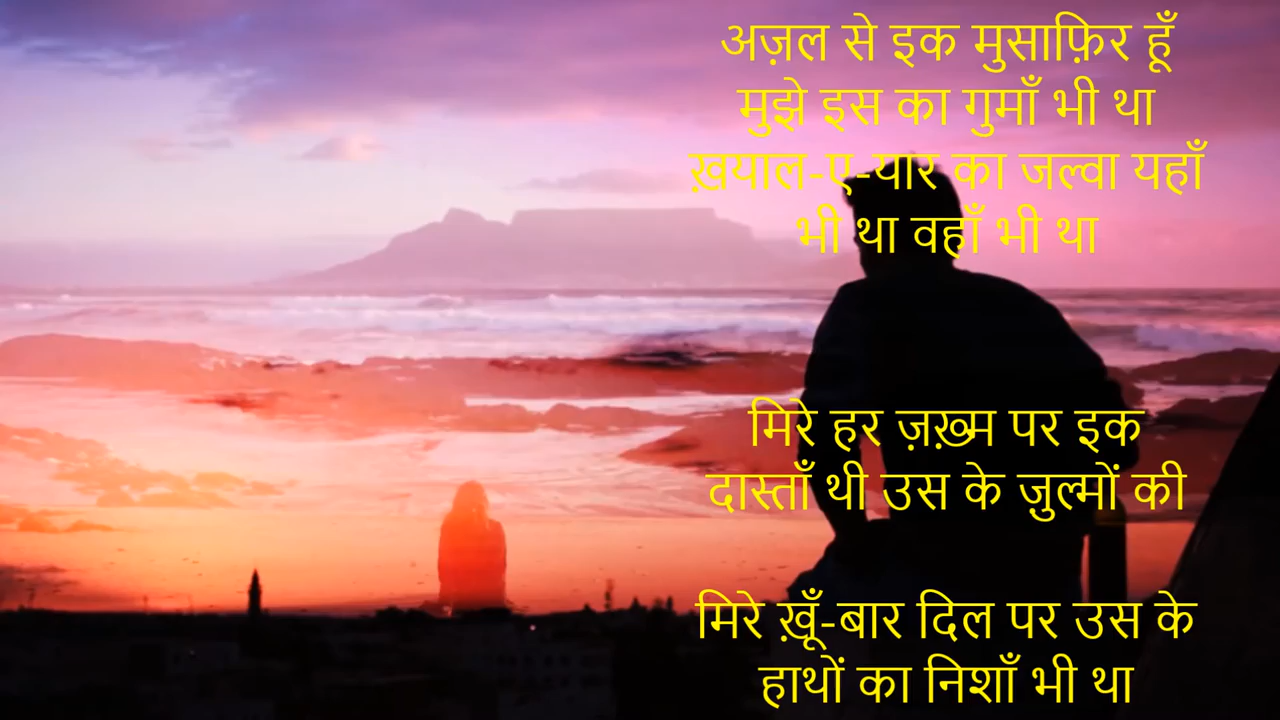 अज़ल से इक मुसाफ़िर हूँ
मुझे इस का गुमाँ भी था
ख़याल-ए-यार का जल्वा यहाँ
भी था वहाँ भी था
मिरे हर ज़ख़्म पर इक
दास्ताँ थी उस के ज़ुल्मों की
मिरे ख़ूँ-बार दिल पर उस के
हाथों का निशाँ भी था